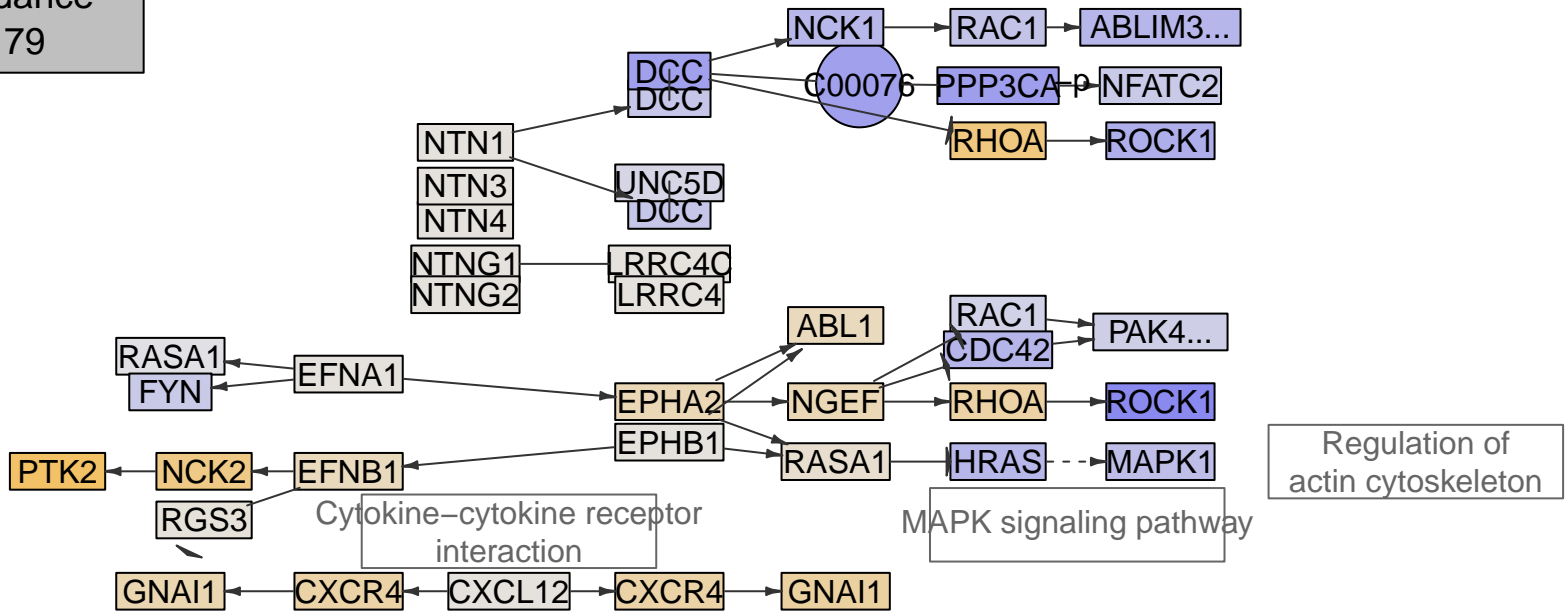 79
NCK1
RAC1
ABLIM3...
DCC
DCC
C00076
PPP3CA
–p
NFATC2
NTN1
RHOA
ROCK1
NTN3
UNC5D
NTN4
DCC
NTNG1
LRRC4C
NTNG2
LRRC4
ABL1
RAC1
PAK4...
RASA1
CDC42
EFNA1
FYN
EPHA2
NGEF
RHOA
ROCK1
EPHB1
PTK2
NCK2
EFNB1
RASA1
HRAS
MAPK1
Regulation of
actin cytoskeleton
RGS3
Cytokine−cytokine receptor
interaction
MAPK signaling pathway
GNAI1
CXCR4
CXCL12
CXCR4
GNAI1